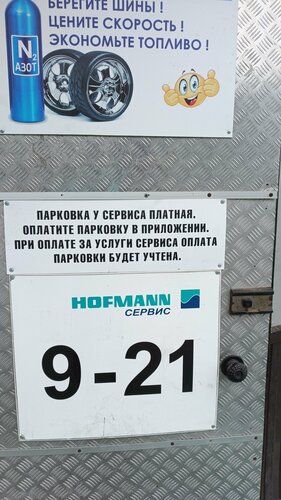 БЕРЕГИТЕ ШИНЫ !
ЦЕНИТЕ СКОРОСТЬ !
ЭКОНОМЬТЕ ТОПЛИВО !
N2
АЗОТ
ПАРКОВКА У СЕРВИСА ПЛАТНАЯ.
ОПЛАТИТЕ ПАРКОВКУ В ПРИЛОЖЕНИИ.
ПРИ ОПЛАТЕ ЗА УСЛУГИ СЕРВИСА ОПЛАТА
ПАРКОВКИ БУДЕТ УЧТЕНА.
HOFMANN
СЕРВИС
9-21